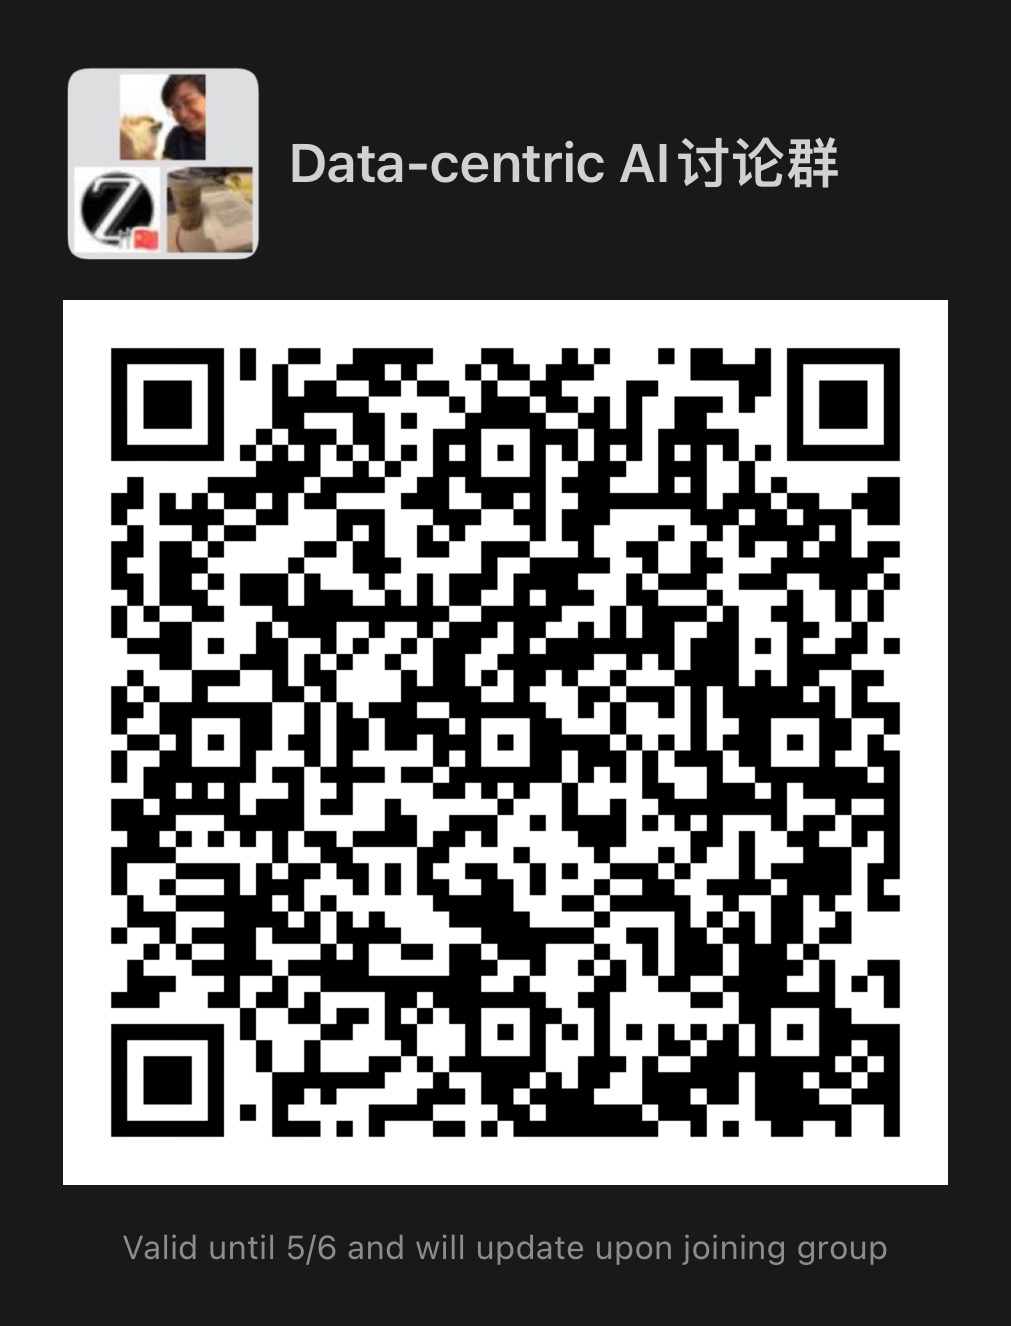 Data-centric AI讨论群
Z
Valid until 5/6 and will update upon joining group